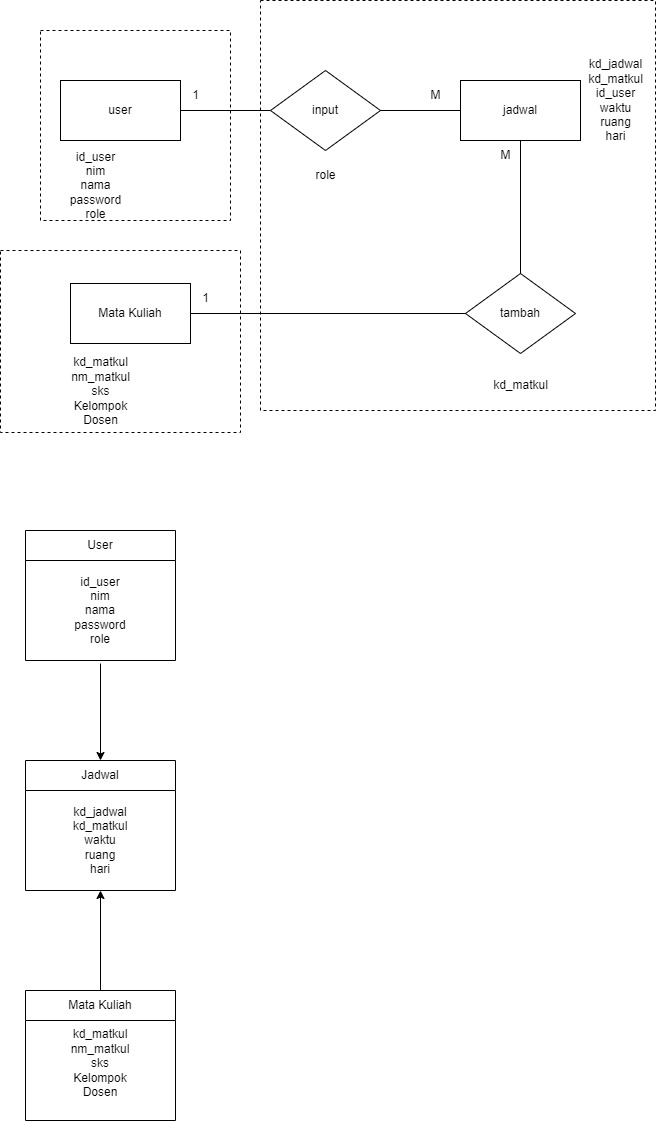 user
1
input
M
jadwal
kd_jadwal
kd_matkul
id_user
waktu
ruang
hari
id_user
nim
nama
password
role
role
M
Mata Kuliah
1
tambah
kd_matkul
nm_matkul
sks
Kelompok
Dosen
kd_matkul
User
id_user
nim
nama
password
role
Jadwal
kd_jadwal
kd_matkul
waktu
ruang
hari
Mata Kuliah
kd_matkul
nm_matkul
sks
Kelompok
Dosen